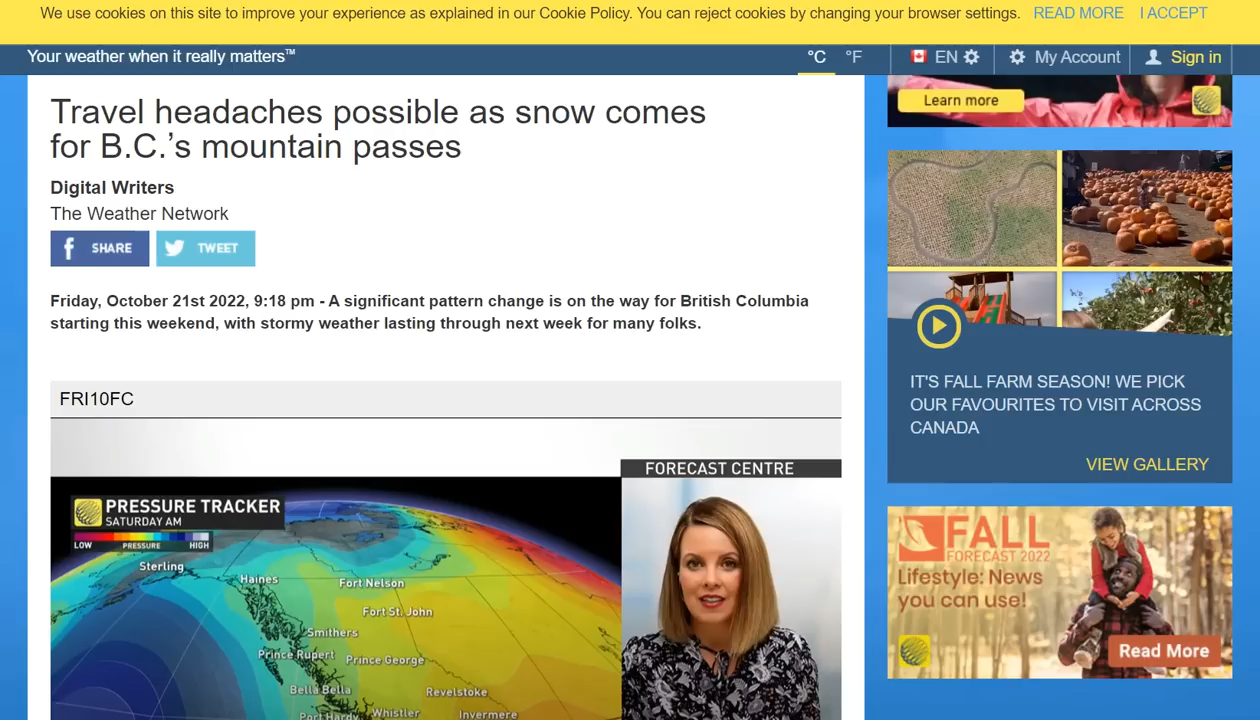 We use cookies on this site to improve your experience as explained in our Cookie Policy. You can reject cookies by changing your browser settings. READ MORE I ACCEPT
Your weather when it really matters™
°C °F EN My Account Sign in
Travel headaches possible as snow comes
for B.C.’s mountain passes
Digital Writers
The Weather Network
SHARE TWEET
Friday, October 21st 2022, 9:18 pm - A significant pattern change is on the way for British Columbia
starting this weekend, with stormy weather lasting through next week for many folks.
FRI10FC
FORECAST CENTRE
PRESSURE TRACKER
SATURDAY AM
LOW PRESSURE HIGH
Sterling
Haines
Fort Nelson
Fort St. John
Smithers
Prince Rupert
Prince George
Bella Bella
Revelstoke
Port Hardy
Whistler
Invermere
Learn more
IT'S FALL FARM SEASON! WE PICK
OUR FAVOURITES TO VISIT ACROSS
CANADA
VIEW GALLERY
FALL
FORECAST 2022
Lifestyle: News
you can use!
Read More